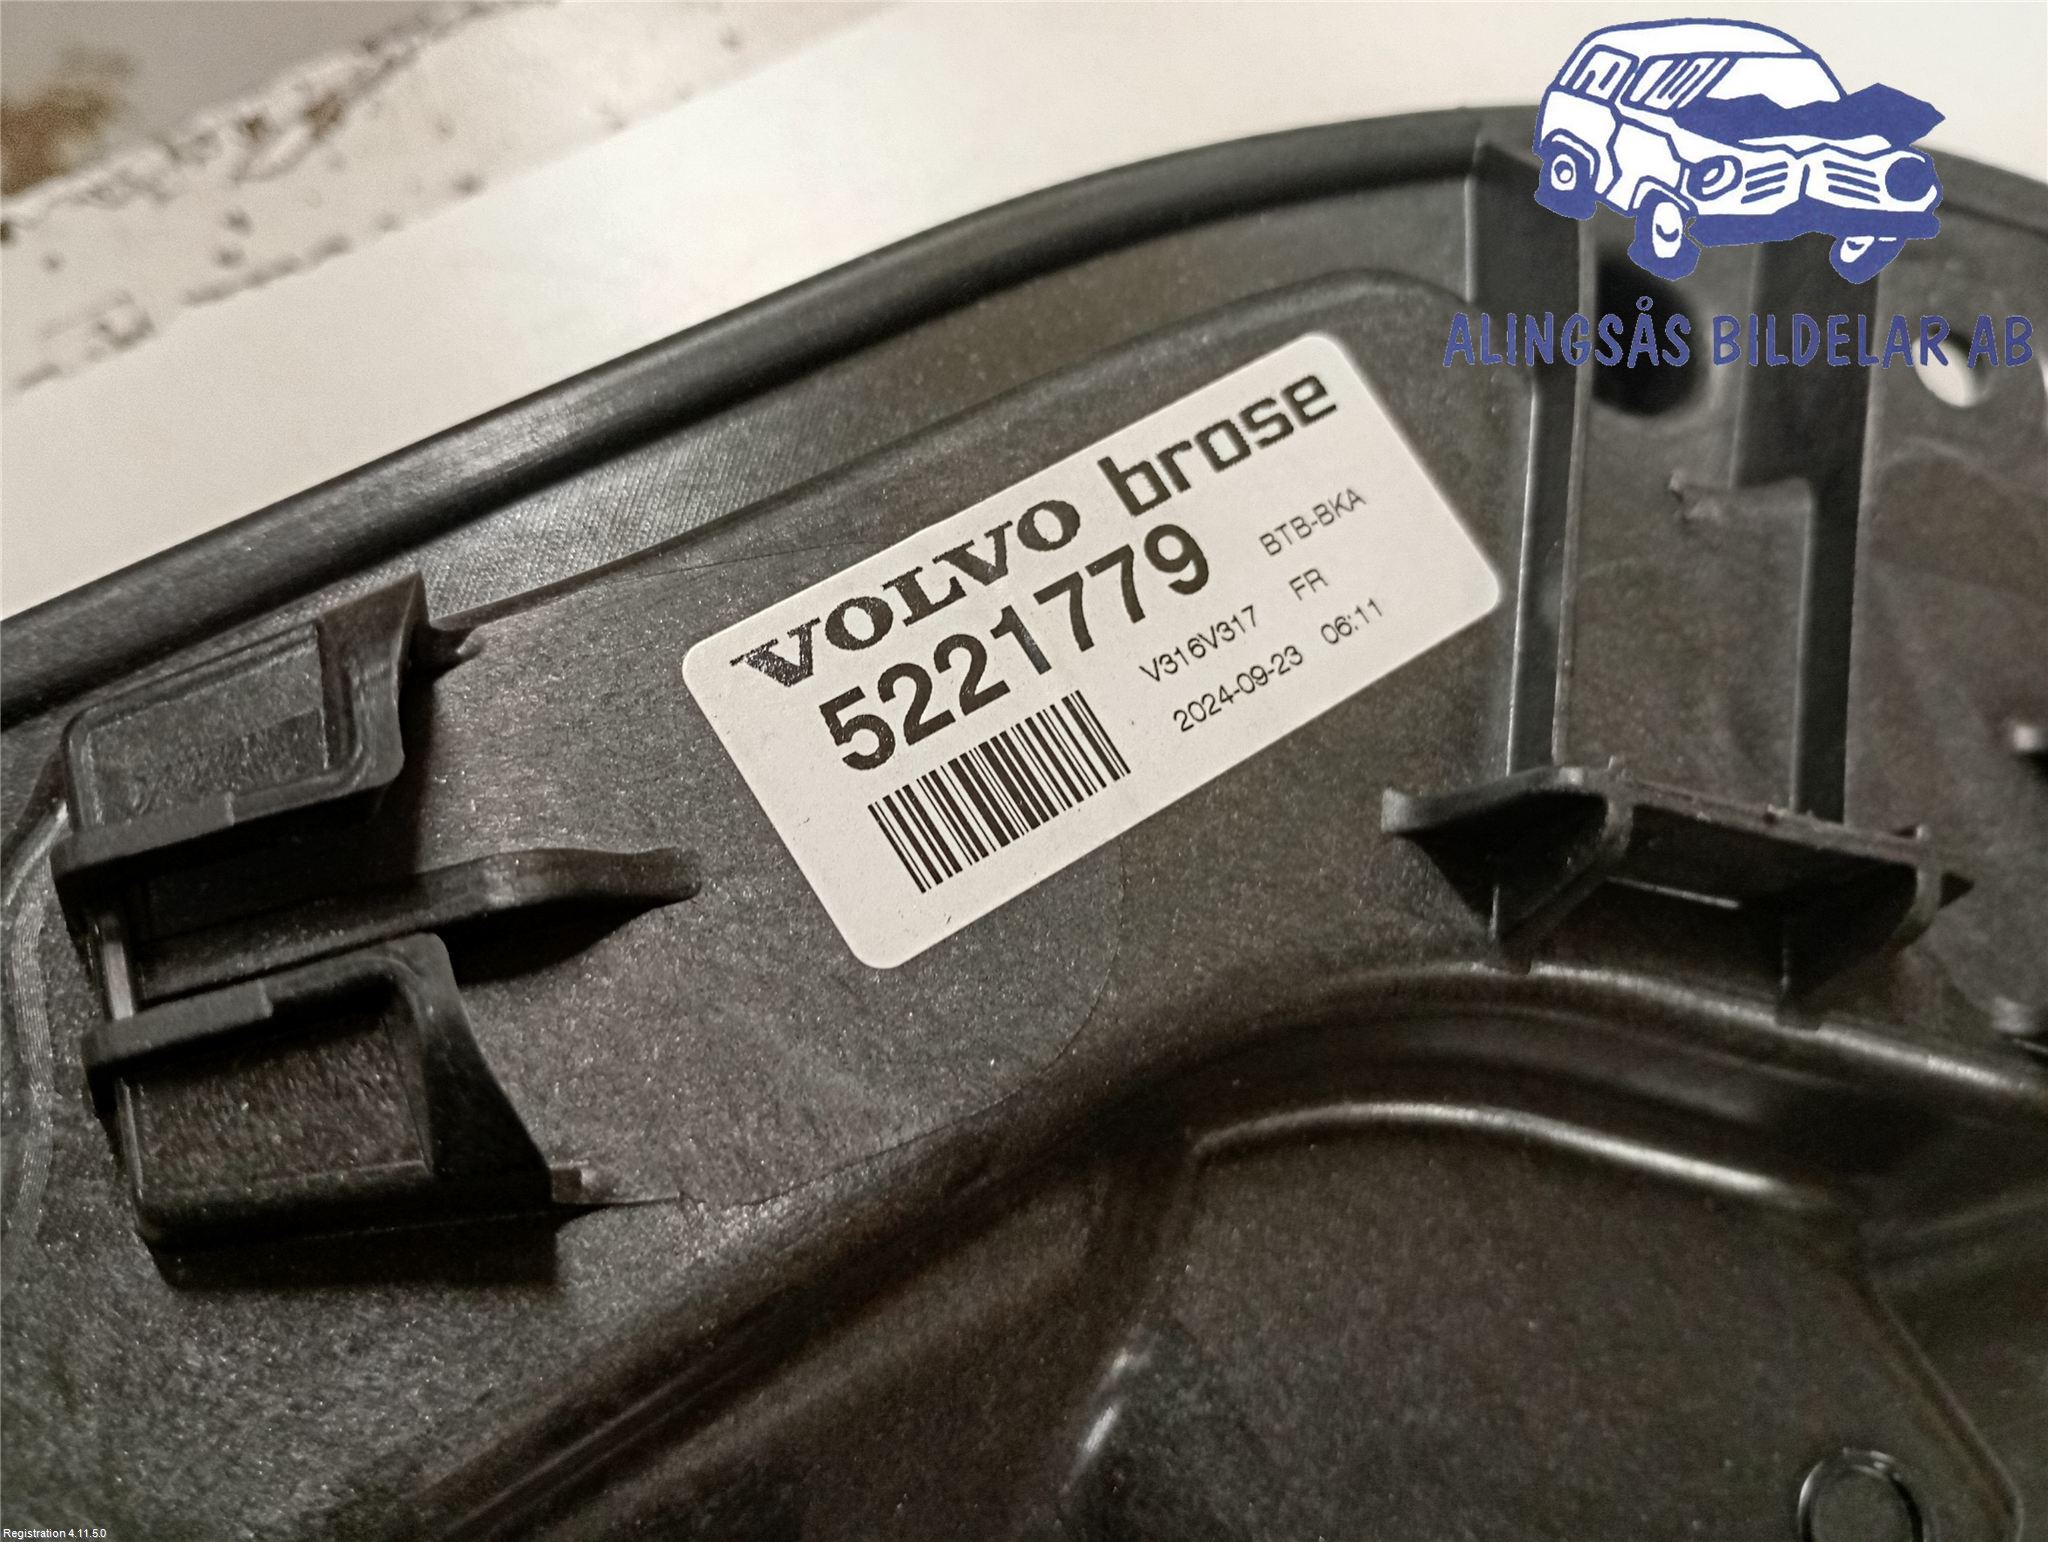 ALINGSÅS BILDELAR AB
VOLVO brose
5221779
BTB-BKA
V316V317 FR
2024-09-23 06:11
Registration 4.11.5.0